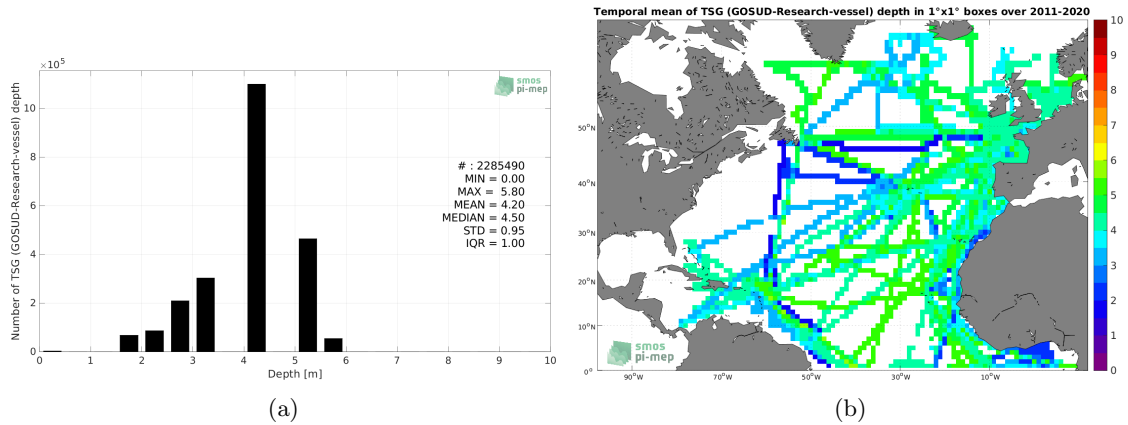 Temporal mean of TSG (GOSUD-Research-vessel) depth in 1°x1° boxes over 2011-2020
×10⁵
10
8
6
4
2
0
Number of TSG (GOSUD-Research-vessel) depth
smos
pi-mep
# : 2285490
MIN = 0.00
MAX = 5.80
MEAN = 4.20
MEDIAN = 4.50
STD = 0.95
IQR = 1.00
0 1 2 3 4 5 6 7 8 9 10
Depth [m]
(a)
50°N
40°N
30°N
20°N
10°N
0°
90°W 70°W 50°W 30°W 10°W
smos
pi-mep
10
9
8
7
6
5
4
3
2
1
0
(b)